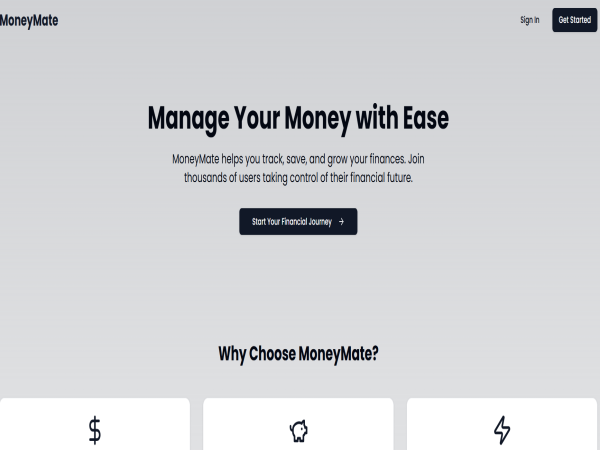 MoneyMate
Sign In
Get Started
Manage Your Money with Ease
MoneyMate helps you track, save, and grow your finances. Join
thousands of users taking control of their financial future.
Start Your Financial Journey →
Why Choose MoneyMate?